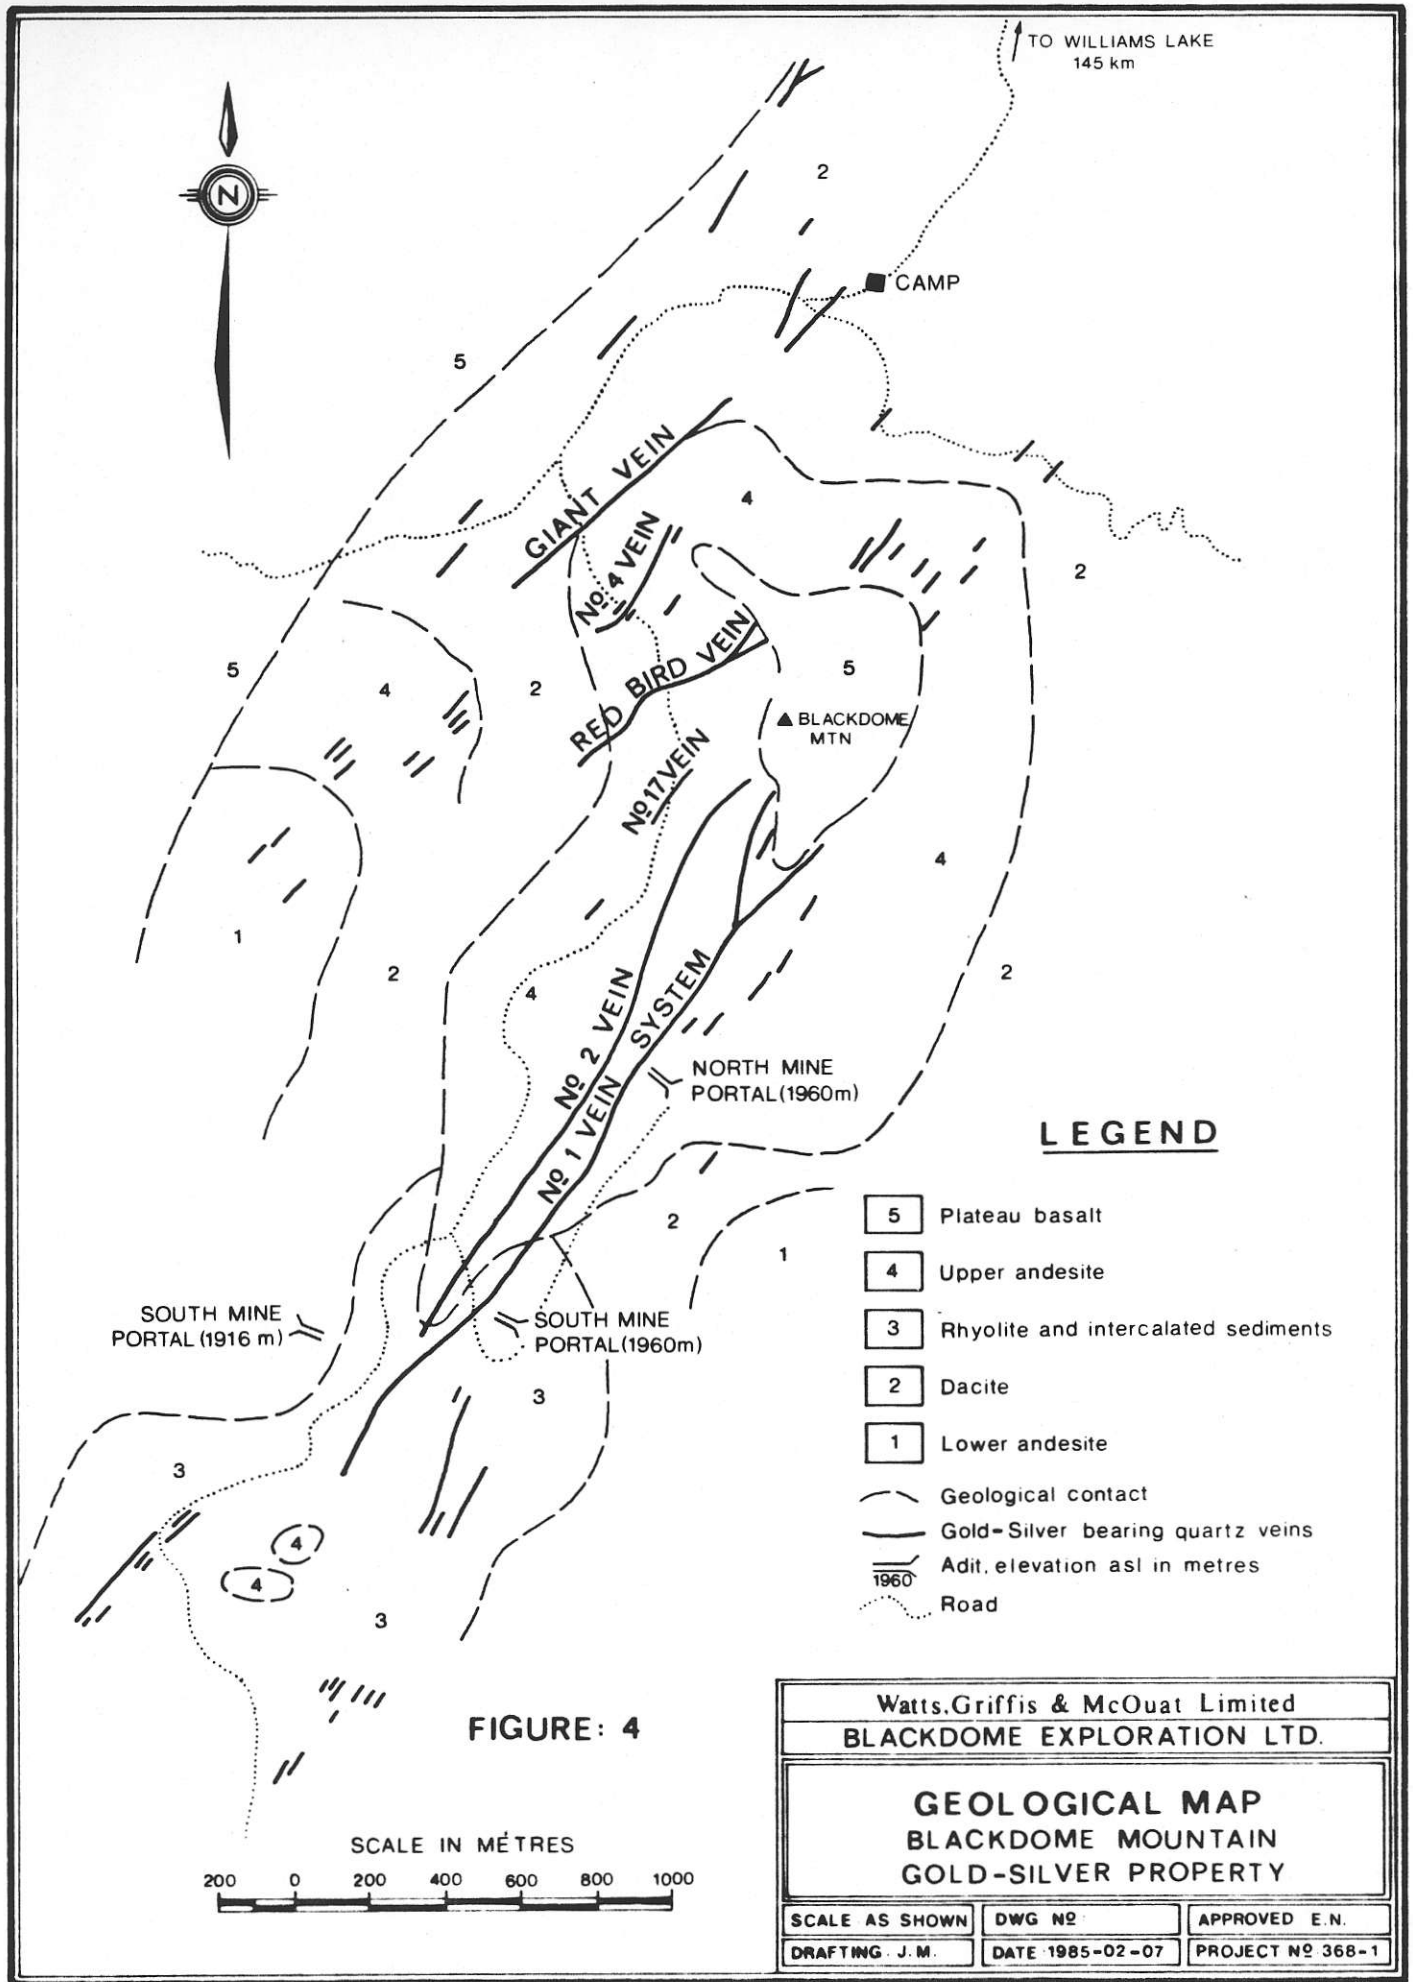 TO WILLIAMS LAKE
145 km
N
2
CAMP
5
GIANT VEIN
4
No 4 VEIN
2
5
4
2
RED BIRD VEIN
5
BLACKDOME
MTN
No 17 VEIN
4
1
2
4
2
No 2 VEIN
No 1 VEIN SYSTEM
NORTH MINE
PORTAL (1960m)
2
1
SOUTH MINE
PORTAL (1916 m)
SOUTH MINE
PORTAL (1960m)
3
3
4
4
3
LEGEND
5 Plateau basalt
4 Upper andesite
3 Rhyolite and intercalated sediments
2 Dacite
1 Lower andesite
Geological contact
Gold-Silver bearing quartz veins
1960 Adit, elevation asl in metres
Road
FIGURE: 4
SCALE IN METRES
200 0 200 400 600 800 1000
Watts, Griffis & McOuat Limited
BLACKDOME EXPLORATION LTD.
GEOLOGICAL MAP
BLACKDOME MOUNTAIN
GOLD-SILVER PROPERTY
SCALE AS SHOWN DWG No APPROVED E.N.
DRAFTING J.M. DATE 1985-02-07 PROJECT No 368-1